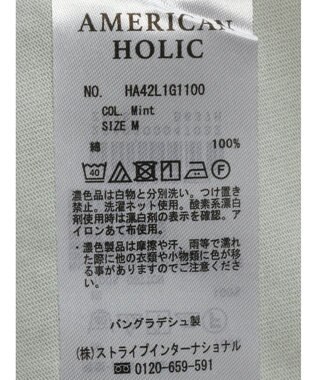 AMERICAN
HOLIC
NO. HA42L1G1100
COL. Mint
SIZE M
綿 100%
40
濃色品は白物と分別洗い。つけ置き
禁止。洗濯ネット使用。酸素系漂白
剤使用時は漂白剤の表示を確認。ア
イロンあて布使用。
・濃色製品は摩擦や汗、雨等で濡れ
た際に他の衣類や小物類に色が移
る事がありますのでご注意くださ
い。
バングラデシュ製
(株)ストライプインターナショナル
☎ 0120-659-591